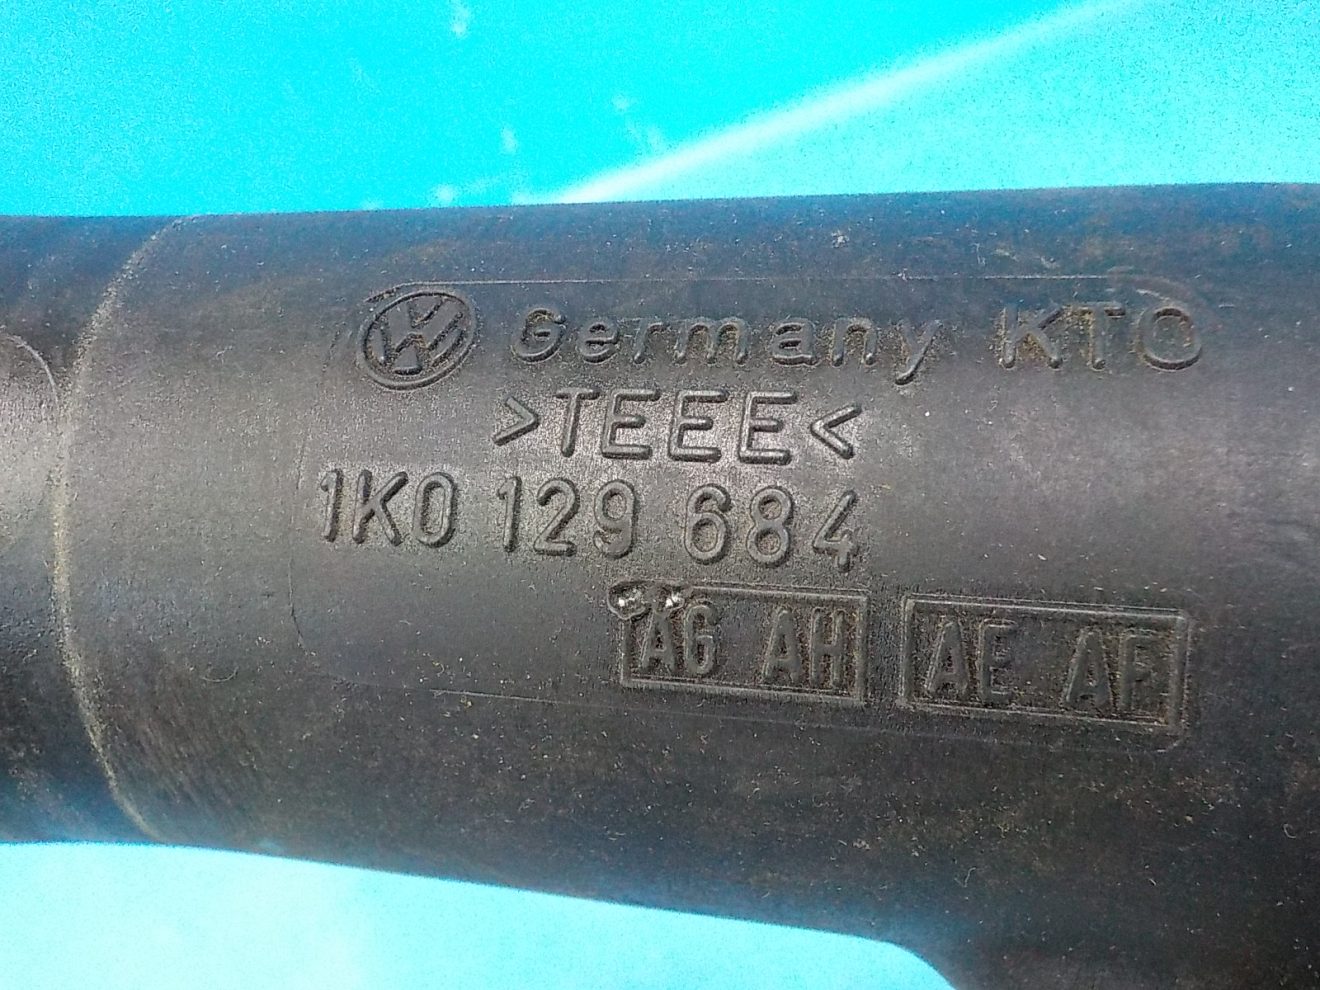 Germany KTO
>TEEE<
1K0 129 684
AG AH AE AF